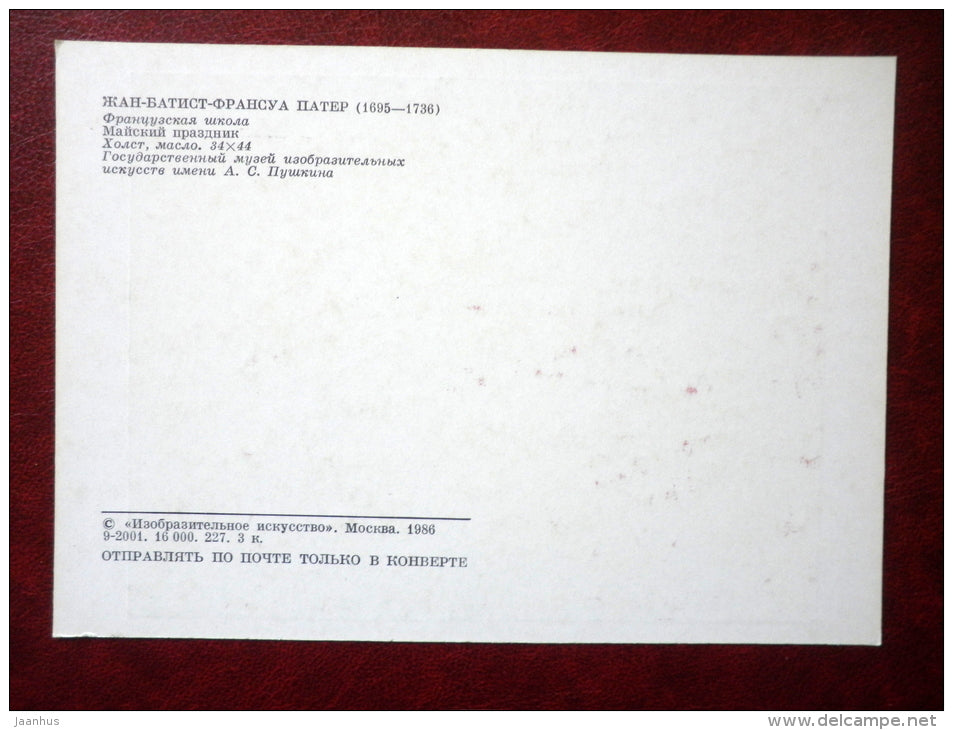 ЖАН-БАТИСТ-ФРАНСУА ПАТЕР (1695—1736)
Французская школа
Майский праздник
Холст, масло. 34×44
Государственный музей изобразительных
искусств имени А. С. Пушкина
© «Изобразительное искусство». Москва. 1986
9-2001. 16 000. 227. 3 к.
ОТПРАВЛЯТЬ ПО ПОЧТЕ ТОЛЬКО В КОНВЕРТЕ
jaanhus
www.delcampe.net